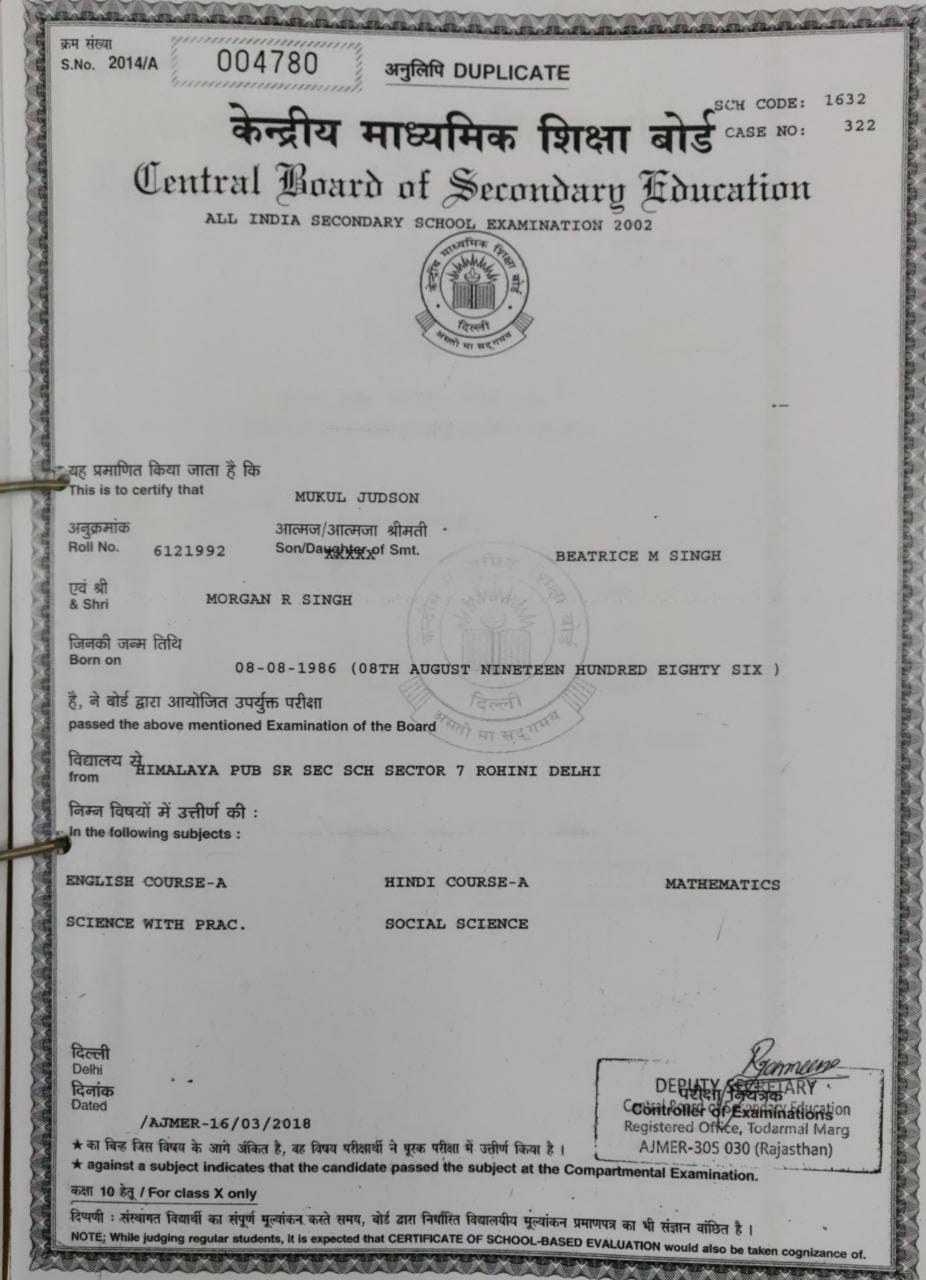 क्रम संख्या
S.No. 2014/A 004780 अनुलिपि DUPLICATE
SCH CODE: 1632
CASE NO: 322
केन्द्रीय माध्यमिक शिक्षा बोर्ड
Central Board of Secondary Education
ALL INDIA SECONDARY SCHOOL EXAMINATION 2002
केन्द्रीय माध्यमिक शिक्षा बोर्ड
दिल्ली
असतो मा सद्गमय
यह प्रमाणित किया जाता है कि
This is to certify that MUKUL JUDSON
अनुक्रमांक आत्मज/आत्मजा श्रीमती
Roll No. 6121992 Son/Daughter of Smt. BEATRICE M SINGH
एवं श्री
& Shri MORGAN R SINGH
जिनकी जन्म तिथि
Born on 08-08-1986 (08TH AUGUST NINETEEN HUNDRED EIGHTY SIX )
है, ने बोर्ड द्वारा आयोजित उपर्युक्त परीक्षा
passed the above mentioned Examination of the Board
विद्यालय से
from HIMALAYA PUB SR SEC SCH SECTOR 7 ROHINI DELHI
निम्न विषयों में उत्तीर्ण की :
in the following subjects :
ENGLISH COURSE-A HINDI COURSE-A MATHEMATICS
SCIENCE WITH PRAC. SOCIAL SCIENCE
दिल्ली
Delhi
दिनांक
Dated
/AJMER-16/03/2018
DEPUTY SECRETARY
परीक्षा नियंत्रक
Central Board of Secondary Education
Controller of Examinations
Registered Office, Todarmal Marg
AJMER-305 030 (Rajasthan)
★ का चिन्ह जिस विषय के आगे अंकित है, वह विषय परीक्षार्थी ने पूरक परीक्षा में उत्तीर्ण किया है ।
★ against a subject indicates that the candidate passed the subject at the Compartmental Examination.
कक्षा 10 हेतू / For class X only
टिप्पणी : संस्थागत विद्यार्थी का संपूर्ण मूल्यांकन करते समय, बोर्ड द्वारा निर्धारित विद्यालयीय मूल्यांकन प्रमाणपत्र का भी संज्ञान वांछित है ।
NOTE; While judging regular students, it is expected that CERTIFICATE OF SCHOOL-BASED EVALUATION would also be taken cognizance of.